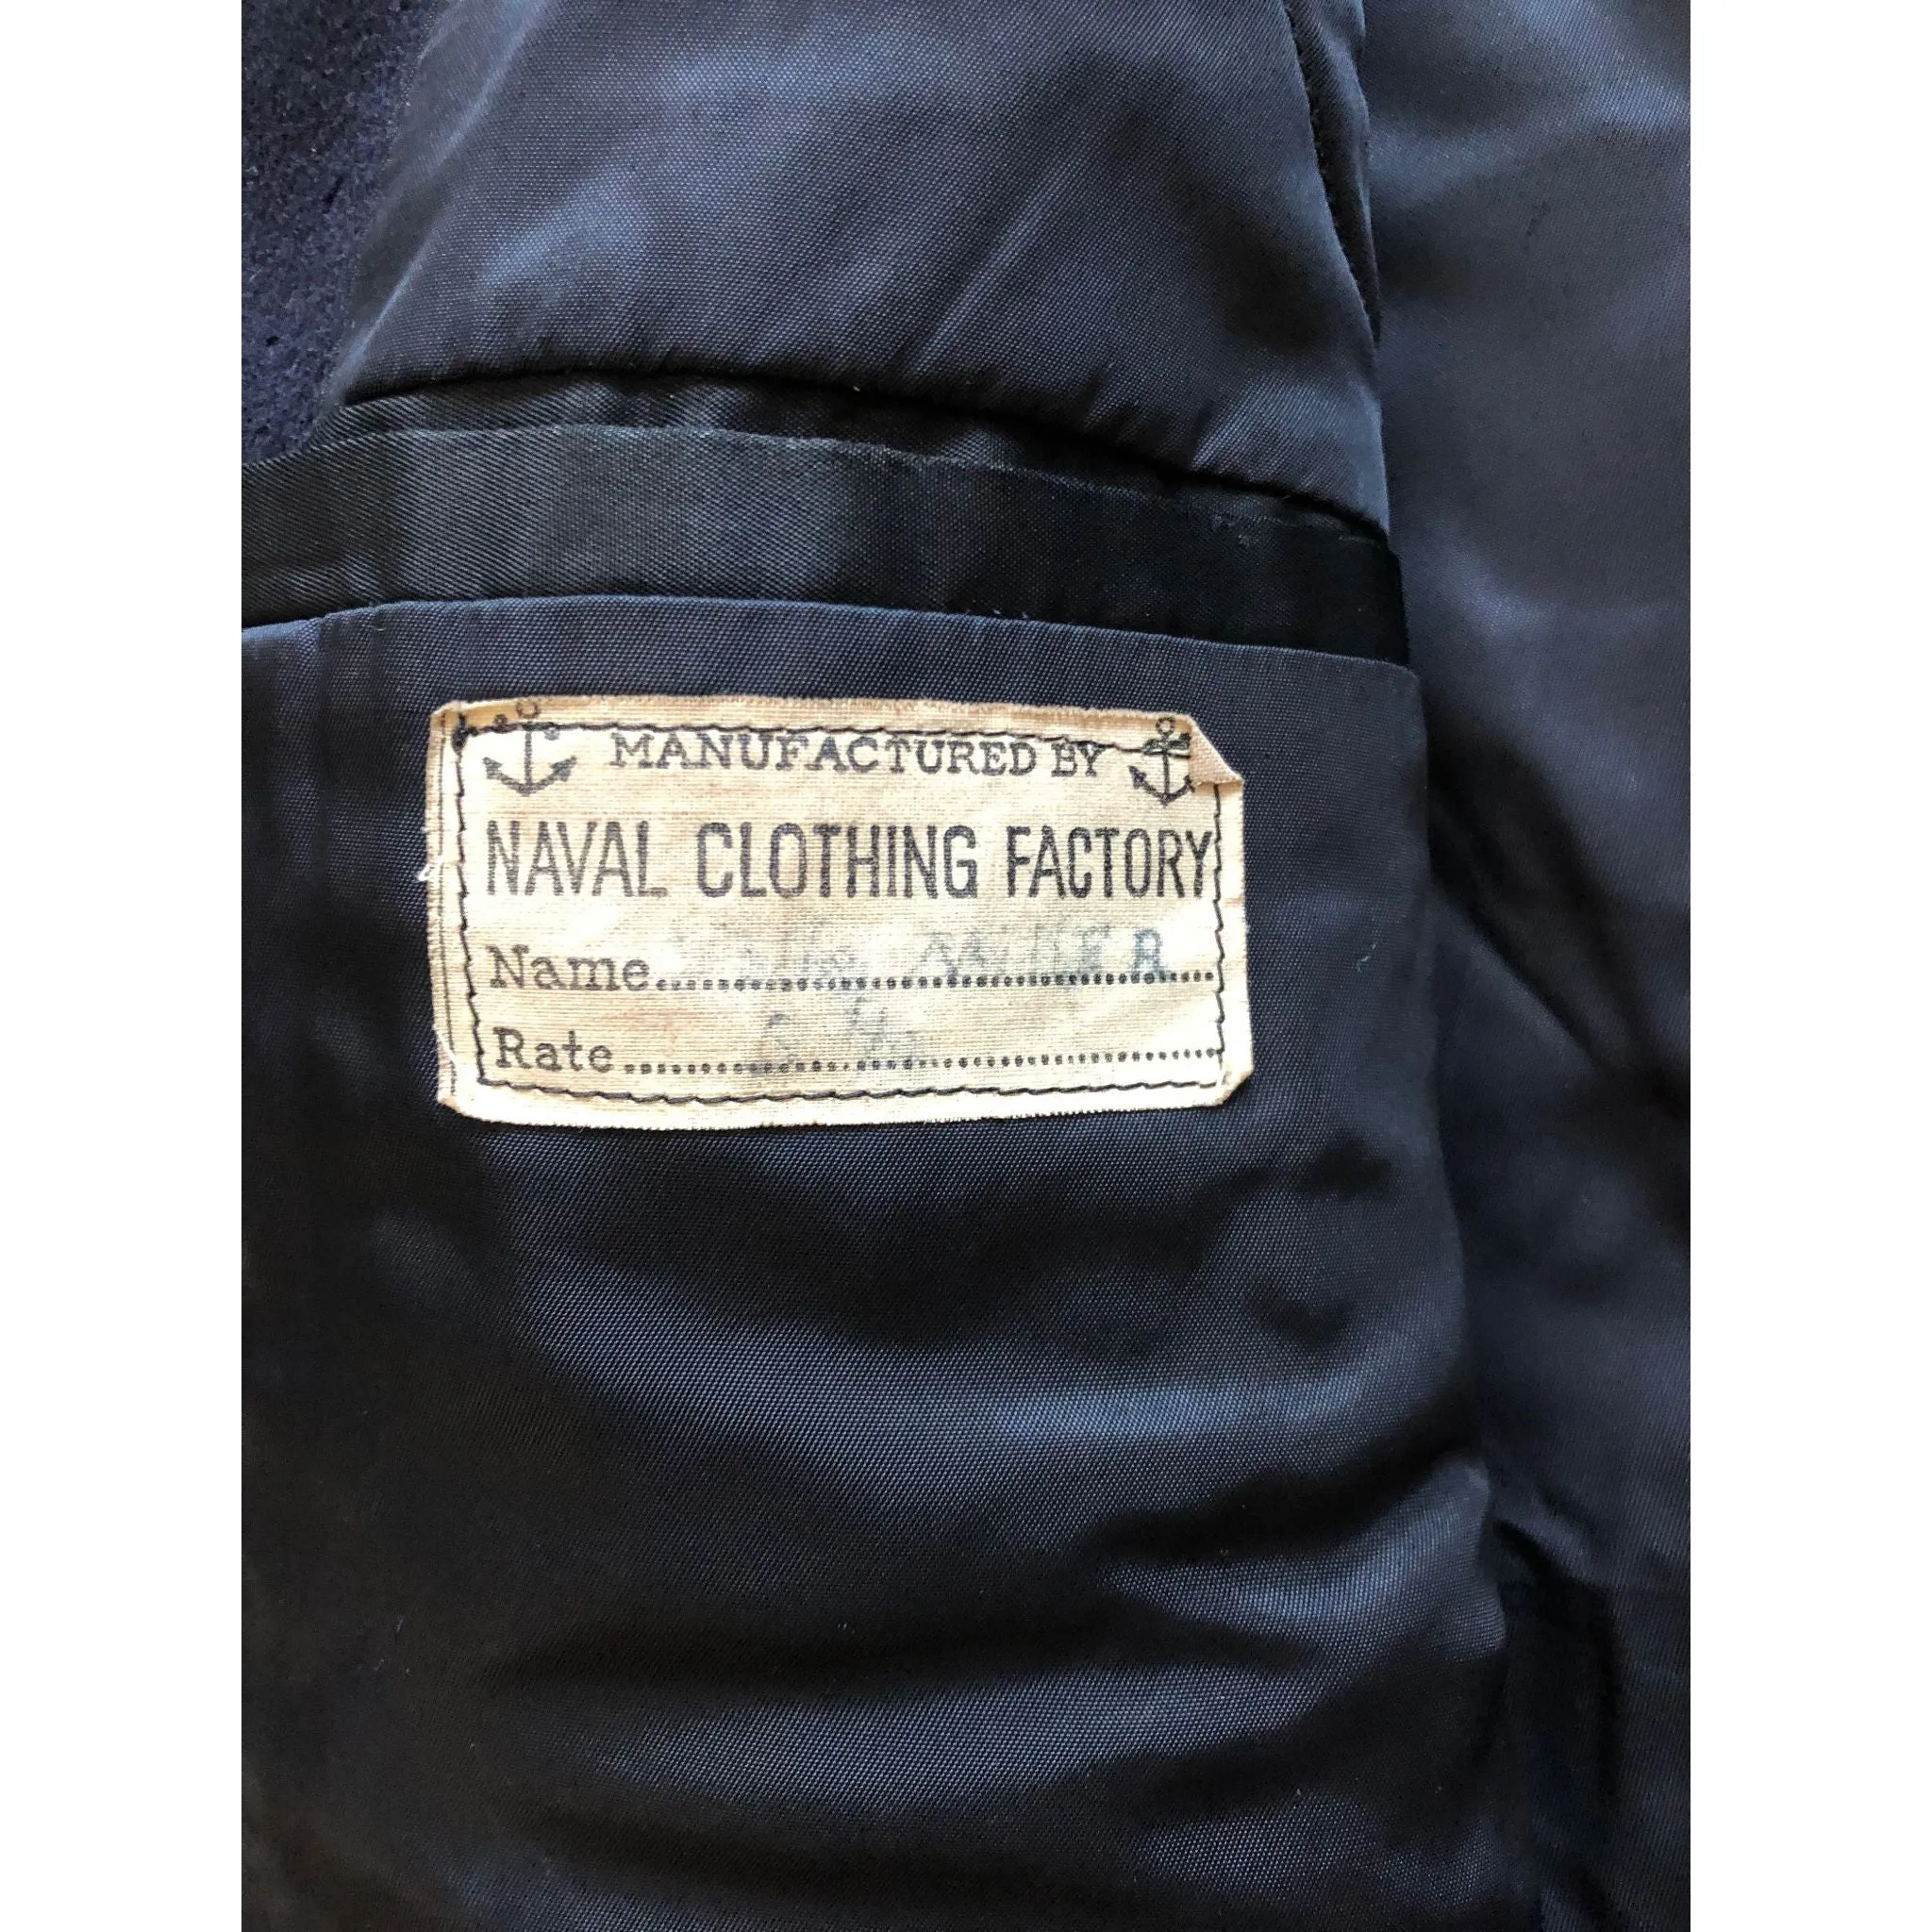 MANUFACTURED BY
NAVAL CLOTHING FACTORY
Name
Rate